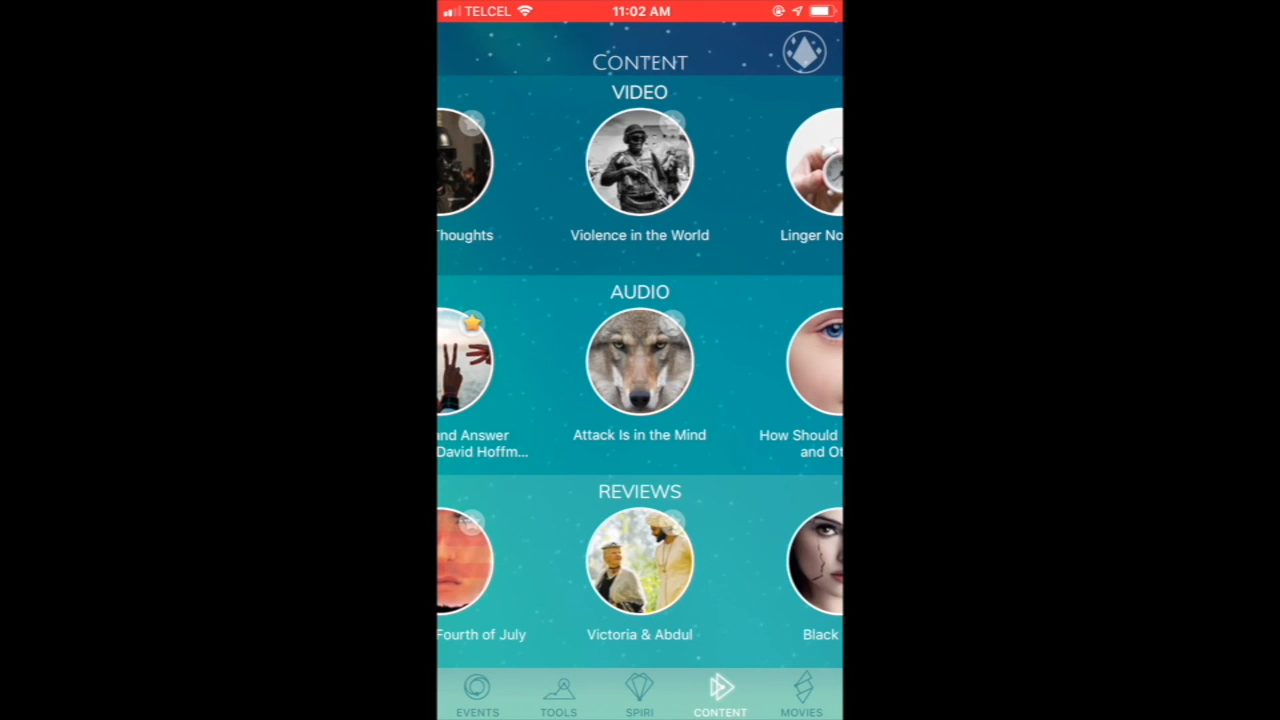 TELCEL
11:02 AM
CONTENT
VIDEO
Thoughts
Violence in the World
Linger No
AUDIO
and Answer
David Hoffm...
Attack Is in the Mind
How Should
and Ot
REVIEWS
Fourth of July
Victoria & Abdul
Black
EVENTS
TOOLS
SPIRI
CONTENT
MOVIES